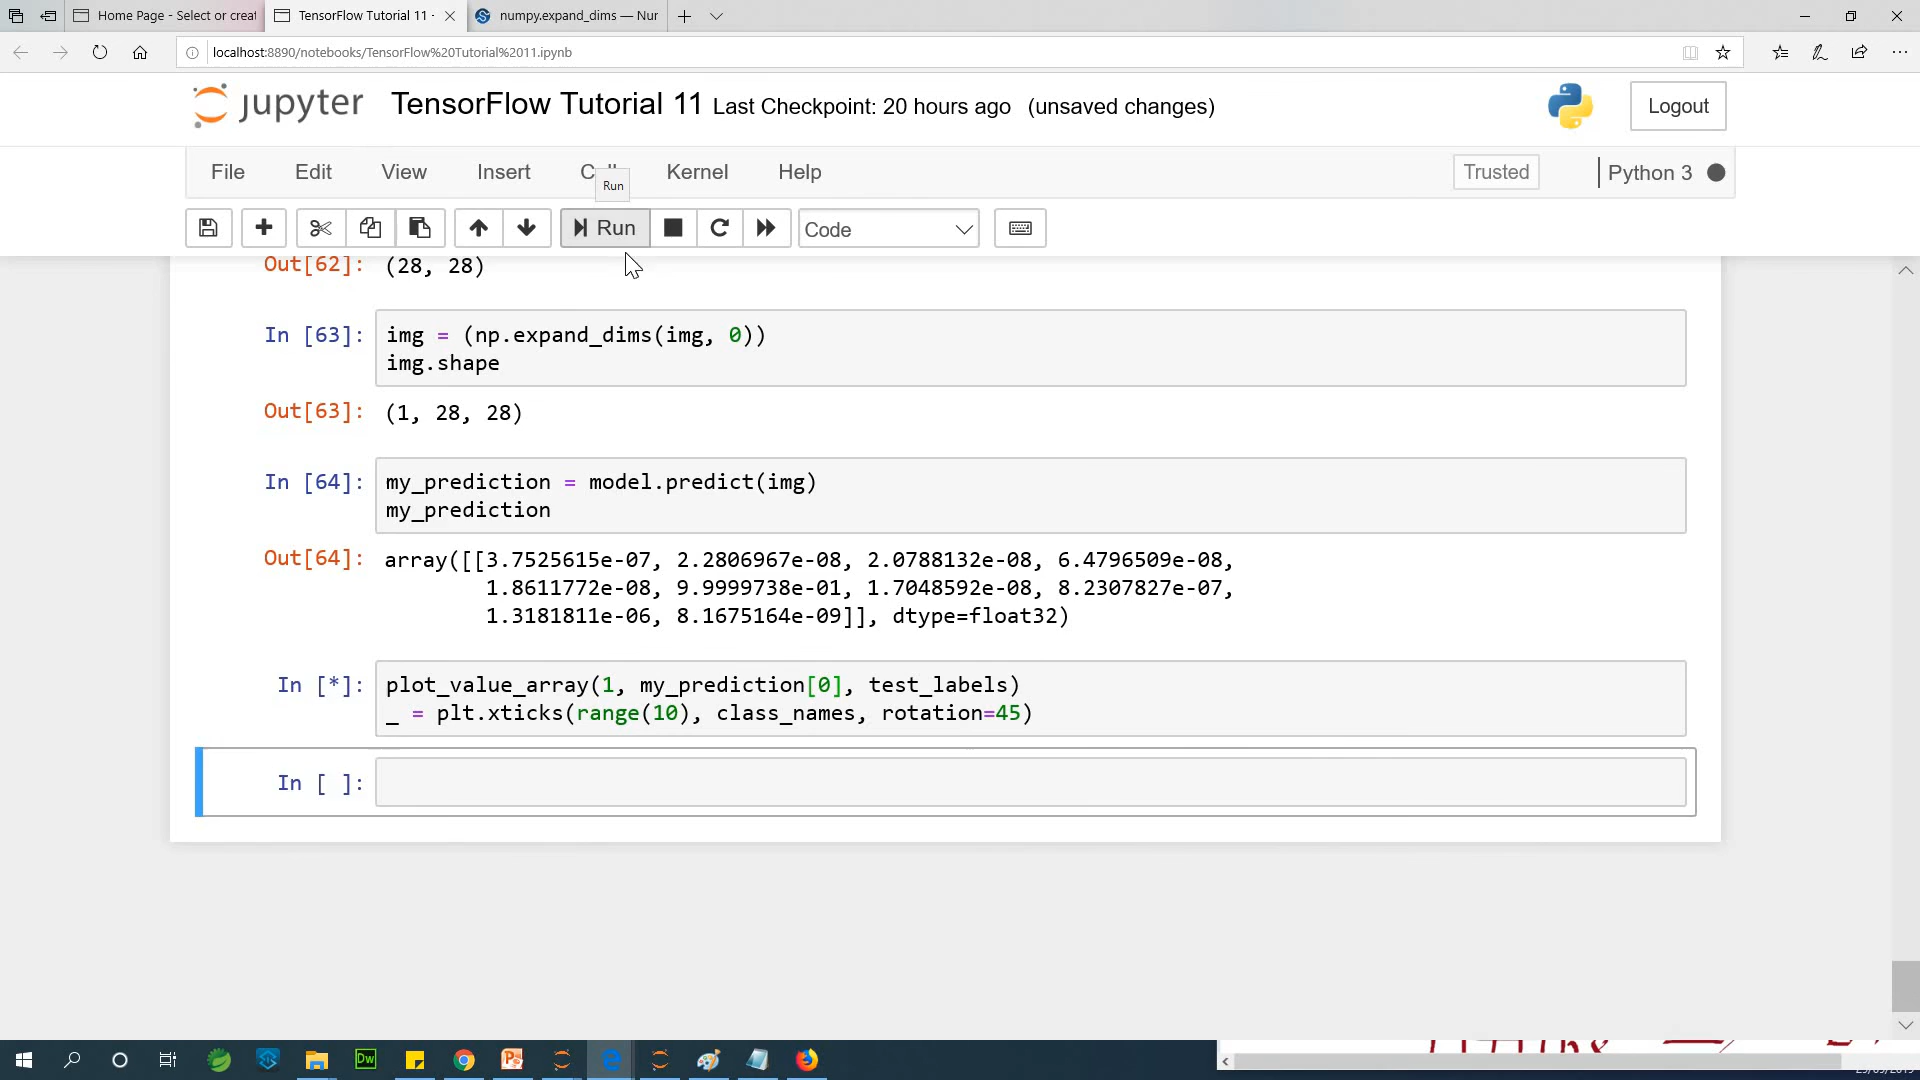 Home Page - Select or creat
TensorFlow Tutorial 11 -
numpy.expand_dims — Nur
localhost:8890/notebooks/TensorFlow%20Tutorial%2011.ipynb
jupyter TensorFlow Tutorial 11 Last Checkpoint: 20 hours ago (unsaved changes)
Logout
File Edit View Insert Kernel Help
Trusted
Python 3
Run
Run
Code
Out[62]: (28, 28)
In [63]: img = (np.expand_dims(img, 0))
img.shape
Out[63]: (1, 28, 28)
In [64]: my_prediction = model.predict(img)
my_prediction
Out[64]: array([[3.7525615e-07, 2.2806967e-08, 2.0788132e-08, 6.4796509e-08,
1.8611772e-08, 9.9999738e-01, 1.7048592e-08, 8.2307827e-07,
1.3181811e-06, 8.1675164e-09]], dtype=float32)
In [*]: plot_value_array(1, my_prediction[0], test_labels)
_ = plt.xticks(range(10), class_names, rotation=45)
In [ ]:
Dw